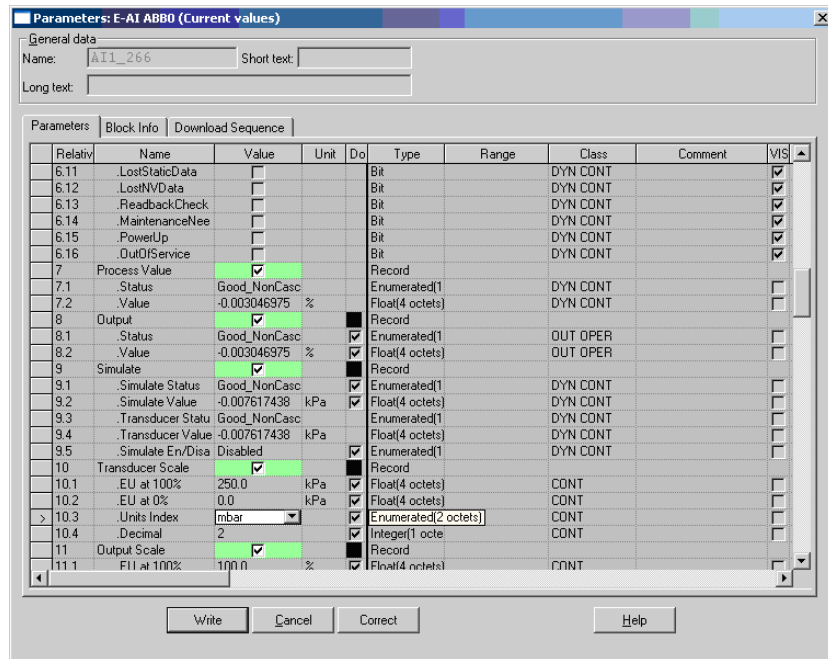 Parameters: E-AI ABB0 (Current values)
General data
Name: AI1_266 Short text:
Long text:
Parameters Block Info Download Sequence
Relativ Name Value Unit Do Type Range Class Comment VIS
6.11 .LostStaticData Bit DYN CONT
6.12 .LostNVData Bit DYN CONT
6.13 .ReadbackCheck Bit DYN CONT
6.14 .MaintenanceNee Bit DYN CONT
6.15 .PowerUp Bit DYN CONT
6.16 .OutOfService Bit DYN CONT
7 Process Value Record
7.1 .Status Good_NonCasc Enumerated(1 DYN CONT
7.2 .Value -0.003046975 % Float(4 octets) DYN CONT
8 Output Record
8.1 .Status Good_NonCasc Enumerated(1 OUT OPER
8.2 .Value -0.003046975 % Float(4 octets) OUT OPER
9 Simulate Record
9.1 .Simulate Status Good_NonCasc Enumerated(1 DYN CONT
9.2 .Simulate Value -0.007617438 kPa Float(4 octets) DYN CONT
9.3 .Transducer Statu Good_NonCasc Enumerated(1 DYN CONT
9.4 .Transducer Value -0.007617438 kPa Float(4 octets) DYN CONT
9.5 .Simulate En/Disa Disabled Enumerated(1 DYN CONT
10 Transducer Scale Record
10.1 .EU at 100% 250.0 kPa Float(4 octets) CONT
10.2 .EU at 0% 0.0 kPa Float(4 octets) CONT
> 10.3 .Units Index mbar Enumerated(2 octets) CONT
10.4 .Decimal 2 Integer(1 octe CONT
11 Output Scale Record
11.1 .EU at 100% 100.0 % Float(4 octets) CONT
Write Cancel Correct Help